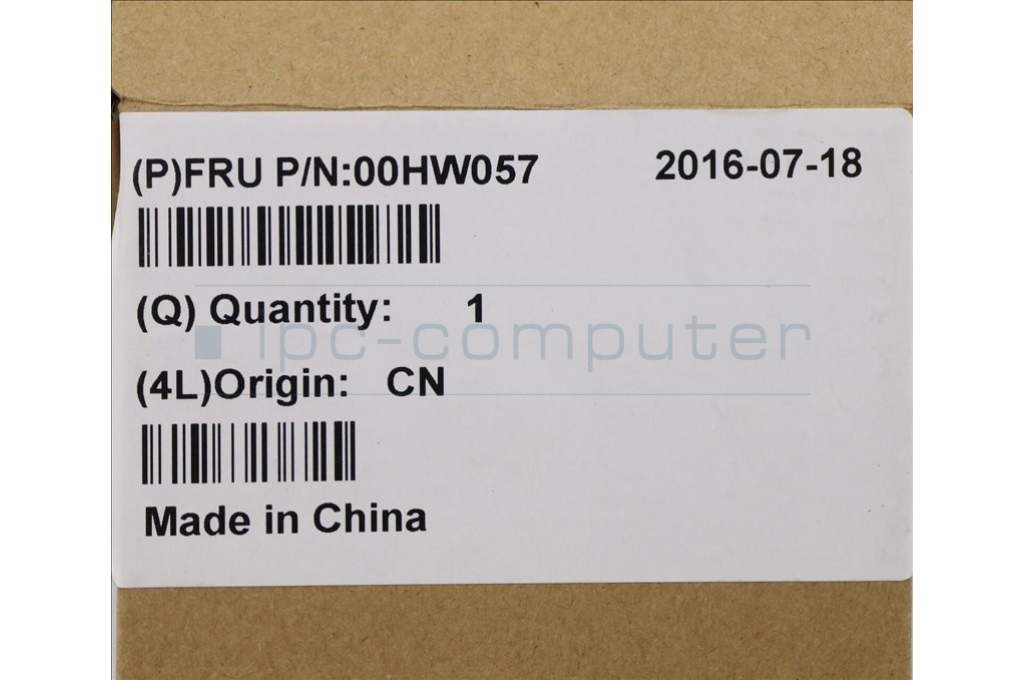 (P)FRU P/N:00HW057 2016-07-18
(Q) Quantity: 1
ipc-computer
(4L)Origin: CN
Made in China